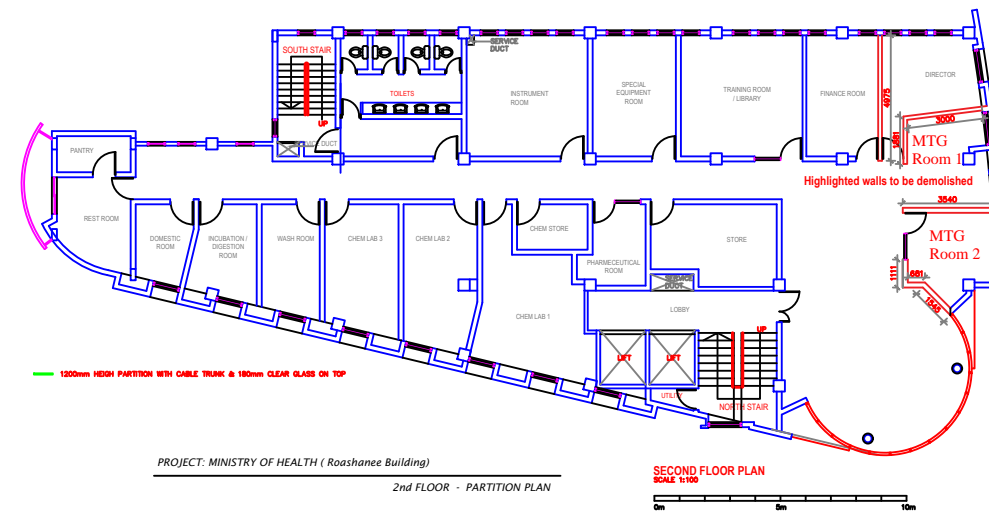 SOUTH STAIR
UP
SERVICE DUCT
TOILETS
SERVICE
DUCT
INSTRUMENT
ROOM
SPECIAL
EQUIPMENT
ROOM
TRAINING ROOM
/ LIBRARY
FINANCE ROOM
DIRECTOR
4975
3000
1381
MTG
Room 1
Highlighted walls to be demolished
3540
MTG
Room 2
1111
681
1545
PANTRY
REST ROOM
DOMESTIC
ROOM
INCUBATION /
DIGESTION
ROOM
WASH ROOM
CHEM LAB 3
CHEM LAB 2
CHEM STORE
PHARMECEUTICAL
ROOM
STORE
SERVICE
DUCT
CHEM LAB 1
LOBBY
LIFT
LIFT
UP
UTILITY
NORTH STAIR
1200mm HEIGH PARTITION WITH CABLE TRUNK & 180mm CLEAR GLASS ON TOP
PROJECT: MINISTRY OF HEALTH ( Roashanee Building)
2nd FLOOR - PARTITION PLAN
SECOND FLOOR PLAN
SCALE 1:100
0m 5m 10m